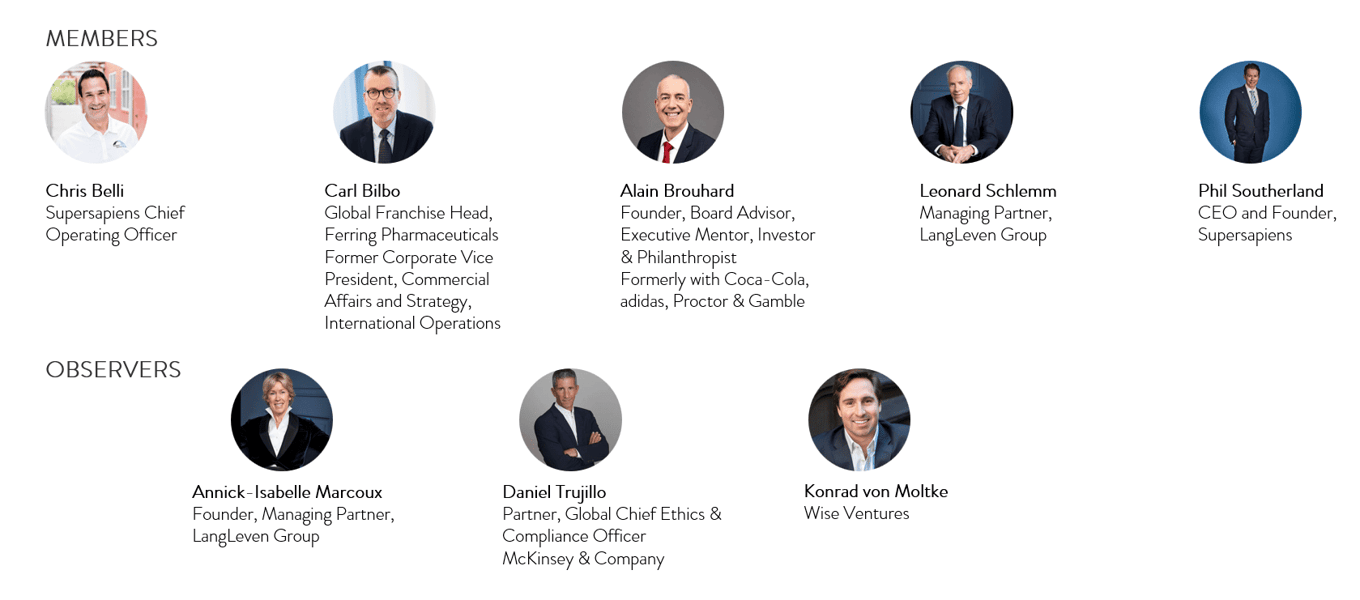 MEMBERS
Chris Belli
Supersapiens Chief
Operating Officer
Carl Bilbo
Global Franchise Head,
Ferring Pharmaceuticals
Former Corporate Vice
President, Commercial
Affairs and Strategy,
International Operations
Alain Brouhard
Founder, Board Advisor,
Executive Mentor, Investor
& Philanthropist
Formerly with Coca-Cola,
adidas, Proctor & Gamble
Leonard Schlemm
Managing Partner,
LangLeven Group
Phil Southerland
CEO and Founder,
Supersapiens
OBSERVERS
Annick-Isabelle Marcoux
Founder, Managing Partner,
LangLeven Group
Daniel Trujillo
Partner, Global Chief Ethics &
Compliance Officer
McKinsey & Company
Konrad von Moltke
Wise Ventures